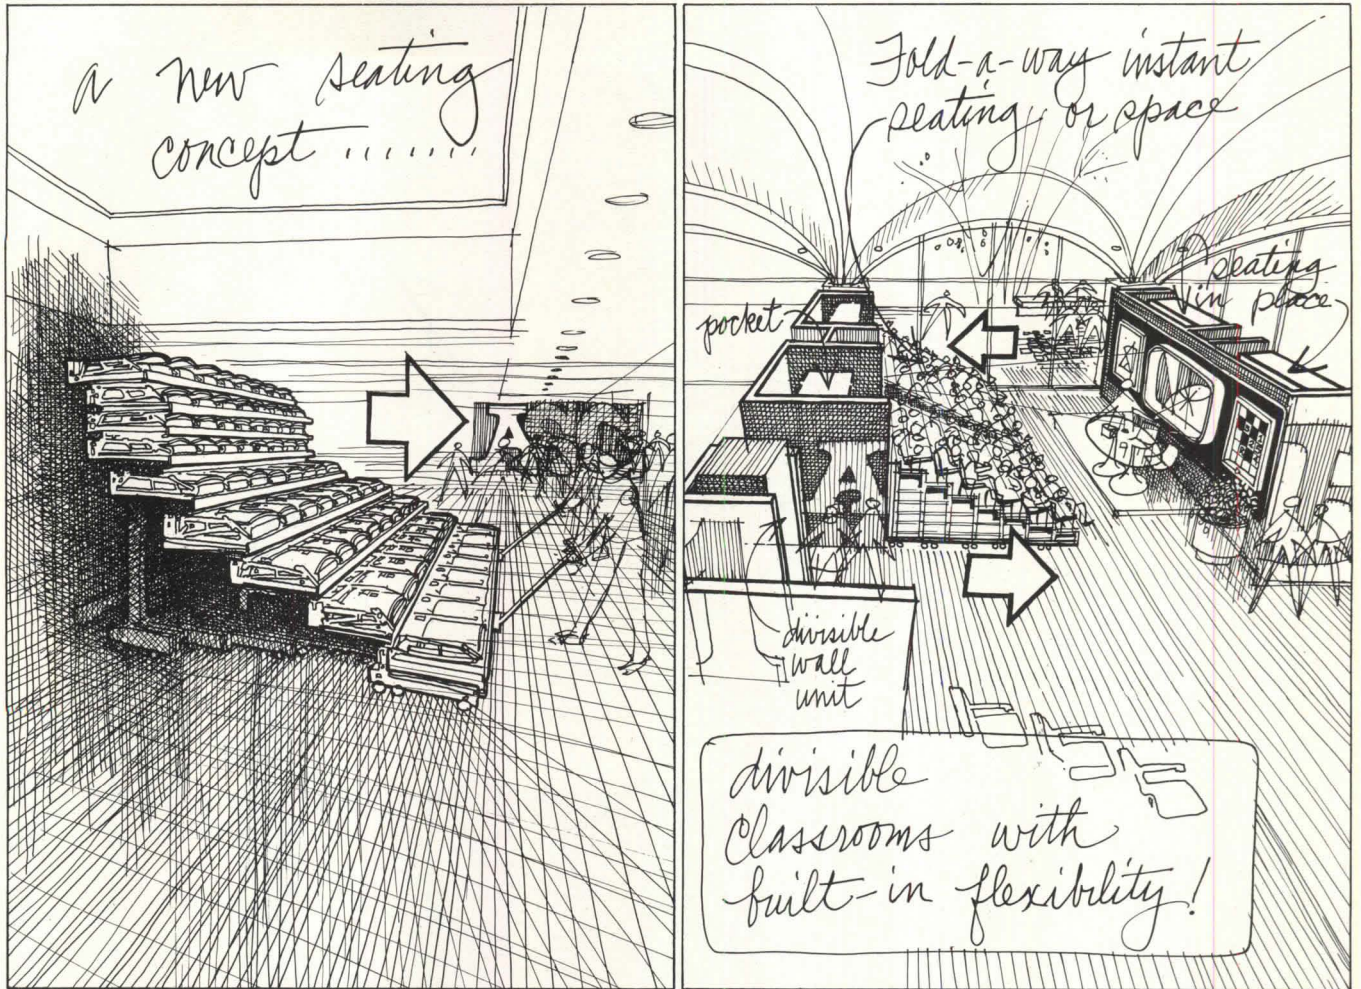 a new seating
concept .......
Fold-a-way instant
seating or space
pocket
seating
in place
divisible
wall
unit
divisible
Classrooms with
built-in flexibility!
A
A